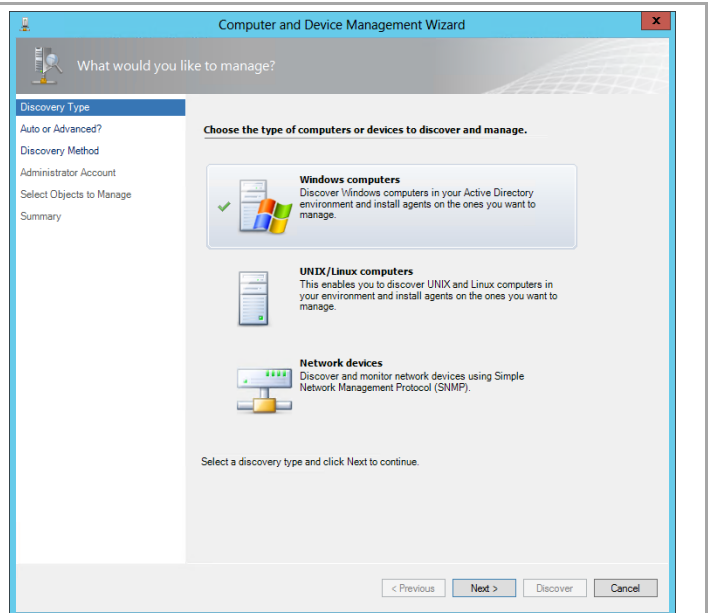 Computer and Device Management Wizard
x
What would you like to manage?
Discovery Type
Auto or Advanced?
Discovery Method
Administrator Account
Select Objects to Manage
Summary
Choose the type of computers or devices to discover and manage.
Windows computers
Discover Windows computers in your Active Directory
environment and install agents on the ones you want to
manage.
UNIX/Linux computers
This enables you to discover UNIX and Linux computers in
your environment and install agents on the ones you want to
manage.
Network devices
Discover and monitor network devices using Simple
Network Management Protocol (SNMP).
Select a discovery type and click Next to continue.
< Previous Next > Discover Cancel